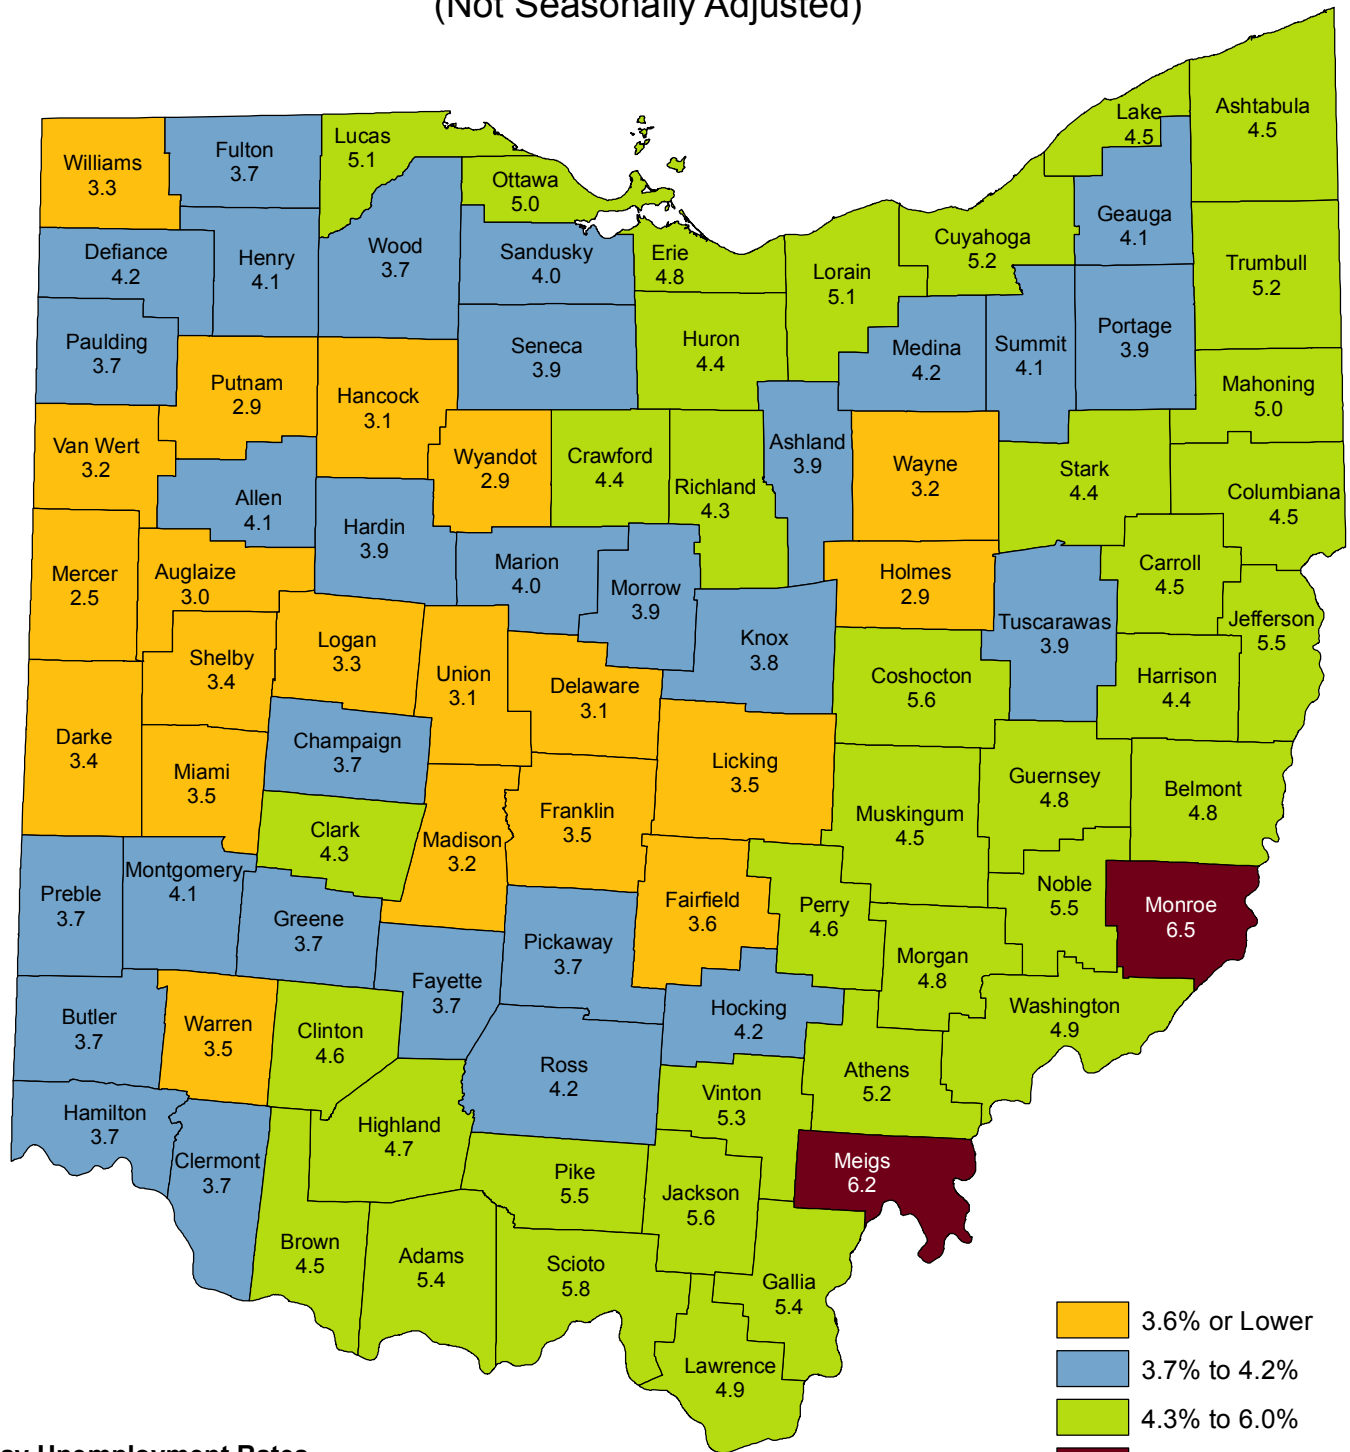 (Not Seasonally Adjusted)
Williams
3.3
Fulton
3.7
Lucas
5.1
Ottawa
5.0
Lake
4.5
Ashtabula
4.5
Defiance
4.2
Henry
4.1
Wood
3.7
Sandusky
4.0
Erie
4.8
Lorain
5.1
Cuyahoga
5.2
Geauga
4.1
Trumbull
5.2
Paulding
3.7
Putnam
2.9
Hancock
3.1
Seneca
3.9
Huron
4.4
Medina
4.2
Summit
4.1
Portage
3.9
Mahoning
5.0
Van Wert
3.2
Allen
4.1
Wyandot
2.9
Crawford
4.4
Richland
4.3
Ashland
3.9
Wayne
3.2
Stark
4.4
Columbiana
4.5
Mercer
2.5
Auglaize
3.0
Hardin
3.9
Marion
4.0
Morrow
3.9
Knox
3.8
Holmes
2.9
Tuscarawas
3.9
Carroll
4.5
Jefferson
5.5
Shelby
3.4
Logan
3.3
Union
3.1
Delaware
3.1
Coshocton
5.6
Harrison
4.4
Darke
3.4
Miami
3.5
Champaign
3.7
Licking
3.5
Muskingum
4.5
Guernsey
4.8
Belmont
4.8
Clark
4.3
Madison
3.2
Franklin
3.5
Preble
3.7
Montgomery
4.1
Greene
3.7
Fairfield
3.6
Perry
4.6
Noble
5.5
Monroe
6.5
Fayette
3.7
Pickaway
3.7
Morgan
4.8
Butler
3.7
Warren
3.5
Clinton
4.6
Hocking
4.2
Washington
4.9
Ross
4.2
Athens
5.2
Hamilton
3.7
Highland
4.7
Vinton
5.3
Clermont
3.7
Pike
5.5
Jackson
5.6
Meigs
6.2
Brown
4.5
Adams
5.4
Scioto
5.8
Gallia
5.4
Lawrence
4.9
3.6% or Lower
3.7% to 4.2%
4.3% to 6.0%
Unemployment Rates